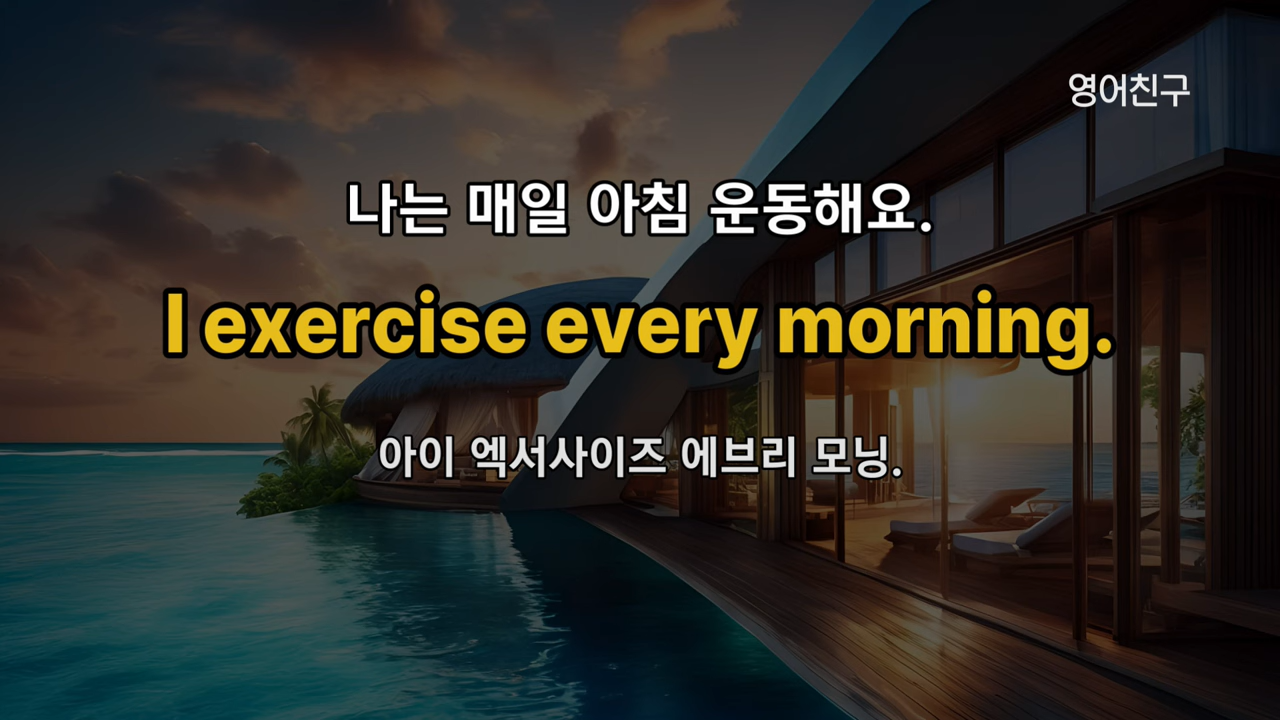 영어친구
나는 매일 아침 운동해요.
I exercise every morning.
아이 엑서사이즈 에브리 모닝.